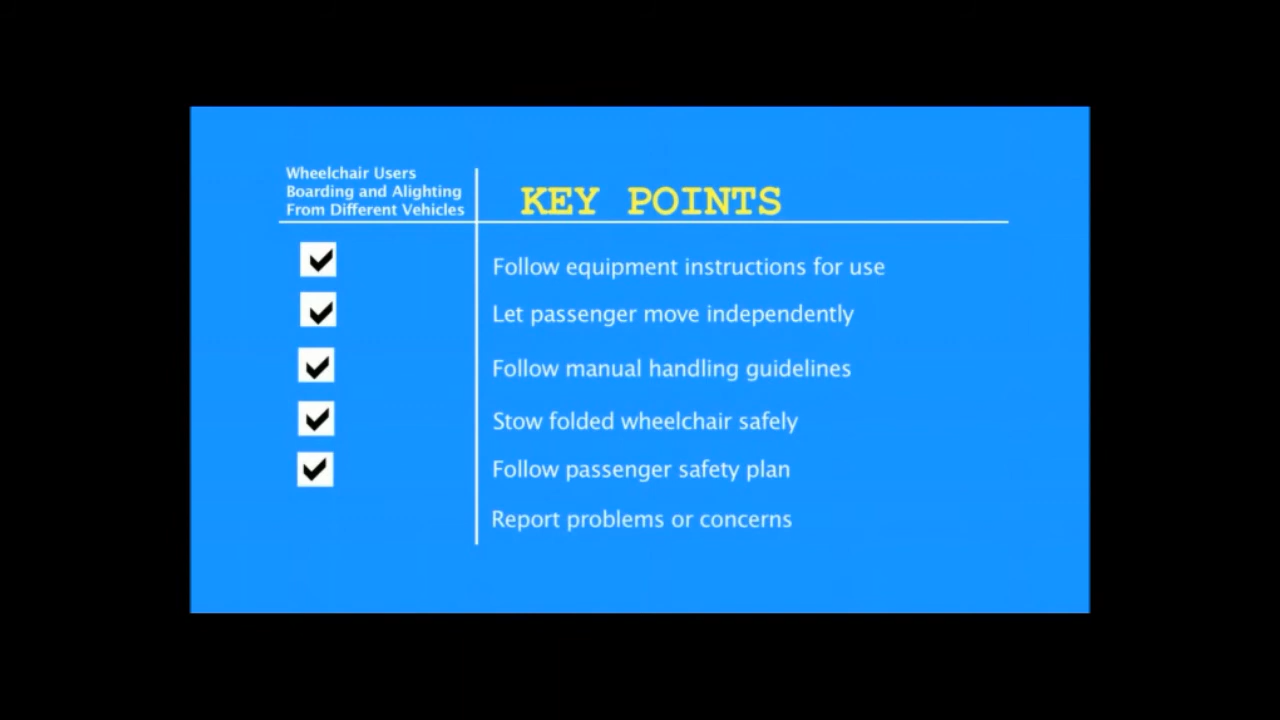 Wheelchair Users
Boarding and Alighting
From Different Vehicles
KEY POINTS
Follow equipment instructions for use
Let passenger move independently
Follow manual handling guidelines
Stow folded wheelchair safely
Follow passenger safety plan
Report problems or concerns